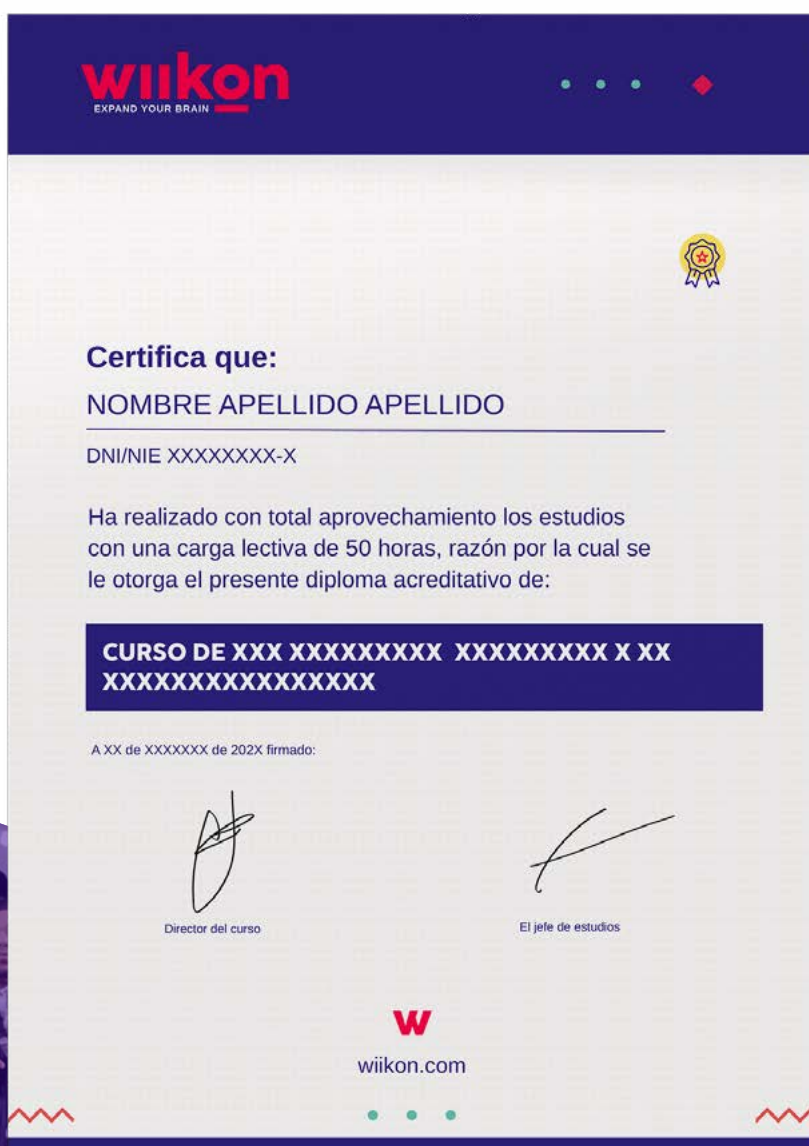 wiikon
EXPAND YOUR BRAIN
Certifica que:
NOMBRE APELLIDO APELLIDO
DNI/NIE XXXXXXXX-X
Ha realizado con total aprovechamiento los estudios
con una carga lectiva de 50 horas, razón por la cual se
le otorga el presente diploma acreditativo de:
CURSO DE XXX XXXXXXXXX XXXXXXXXX X XX
XXXXXXXXXXXXXXXX
A XX de XXXXXXX de 202X firmado:
Director del curso
El jefe de estudios
W
wiikon.com